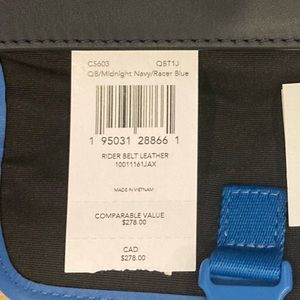 C5603 QBT1J
QB/Midnight Navy/Racer Blue
1 95031 28866 1
RIDER BELT LEATHER
10011161JAX
MADE IN VIETNAM
COMPARABLE VALUE
$278.00
CAD
$278.00